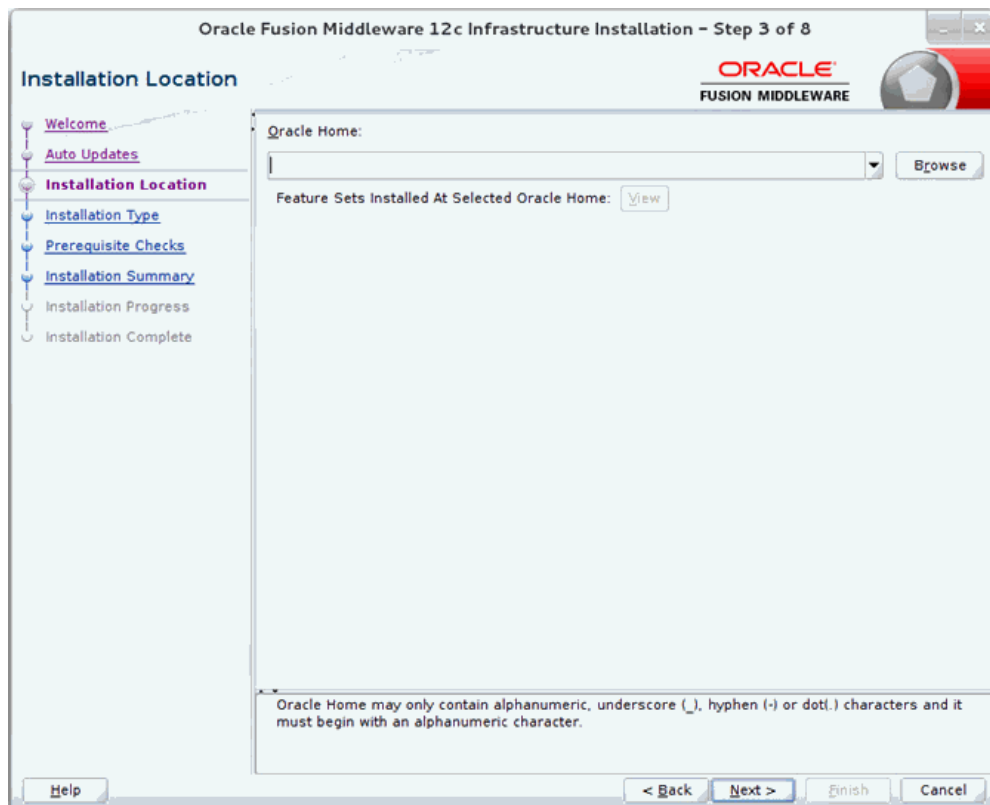 Oracle Fusion Middleware 12c Infrastructure Installation – Step 3 of 8
Installation Location
ORACLE
FUSION MIDDLEWARE
Welcome
Auto Updates
Installation Location
Installation Type
Prerequisite Checks
Installation Summary
Installation Progress
Installation Complete
Oracle Home:
Browse
Feature Sets Installed At Selected Oracle Home: View
Oracle Home may only contain alphanumeric, underscore (_), hyphen (-) or dot(.) characters and it
must begin with an alphanumeric character.
Help
< Back Next > Finish Cancel